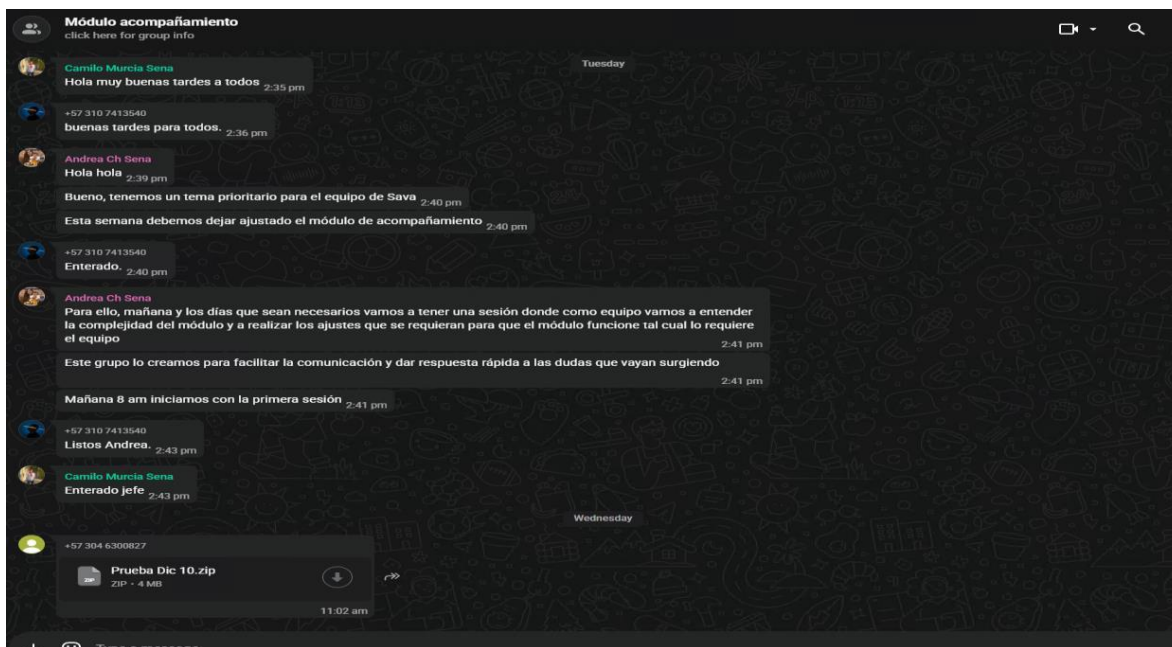 Módulo acompañamiento
click here for group info
Tuesday
Camilo Murcia Sena
Hola muy buenas tardes a todos 2:35 pm
+57 310 7413540
buenas tardes para todos. 2:36 pm
Andrea Ch Sena
Hola hola 2:39 pm
Bueno, tenemos un tema prioritario para el equipo de Sava 2:40 pm
Esta semana debemos dejar ajustado el módulo de acompañamiento 2:40 pm
+57 310 7413540
Enterado. 2:40 pm
Andrea Ch Sena
Para ello, mañana y los días que sean necesarios vamos a tener una sesión donde como equipo vamos a entender
la complejidad del módulo y a realizar los ajustes que se requieran para que el módulo funcione tal cual lo requiere
el equipo
2:41 pm
Este grupo lo creamos para facilitar la comunicación y dar respuesta rápida a las dudas que vayan surgiendo
2:41 pm
Mañana 8 am iniciamos con la primera sesión 2:41 pm
+57 310 7413540
Listos Andrea. 2:43 pm
Camilo Murcia Sena
Enterado jefe 2:43 pm
Wednesday
+57 304 6300827
Prueba Dic 10.zip
ZIP
ZIP • 4 MB
11:02 am